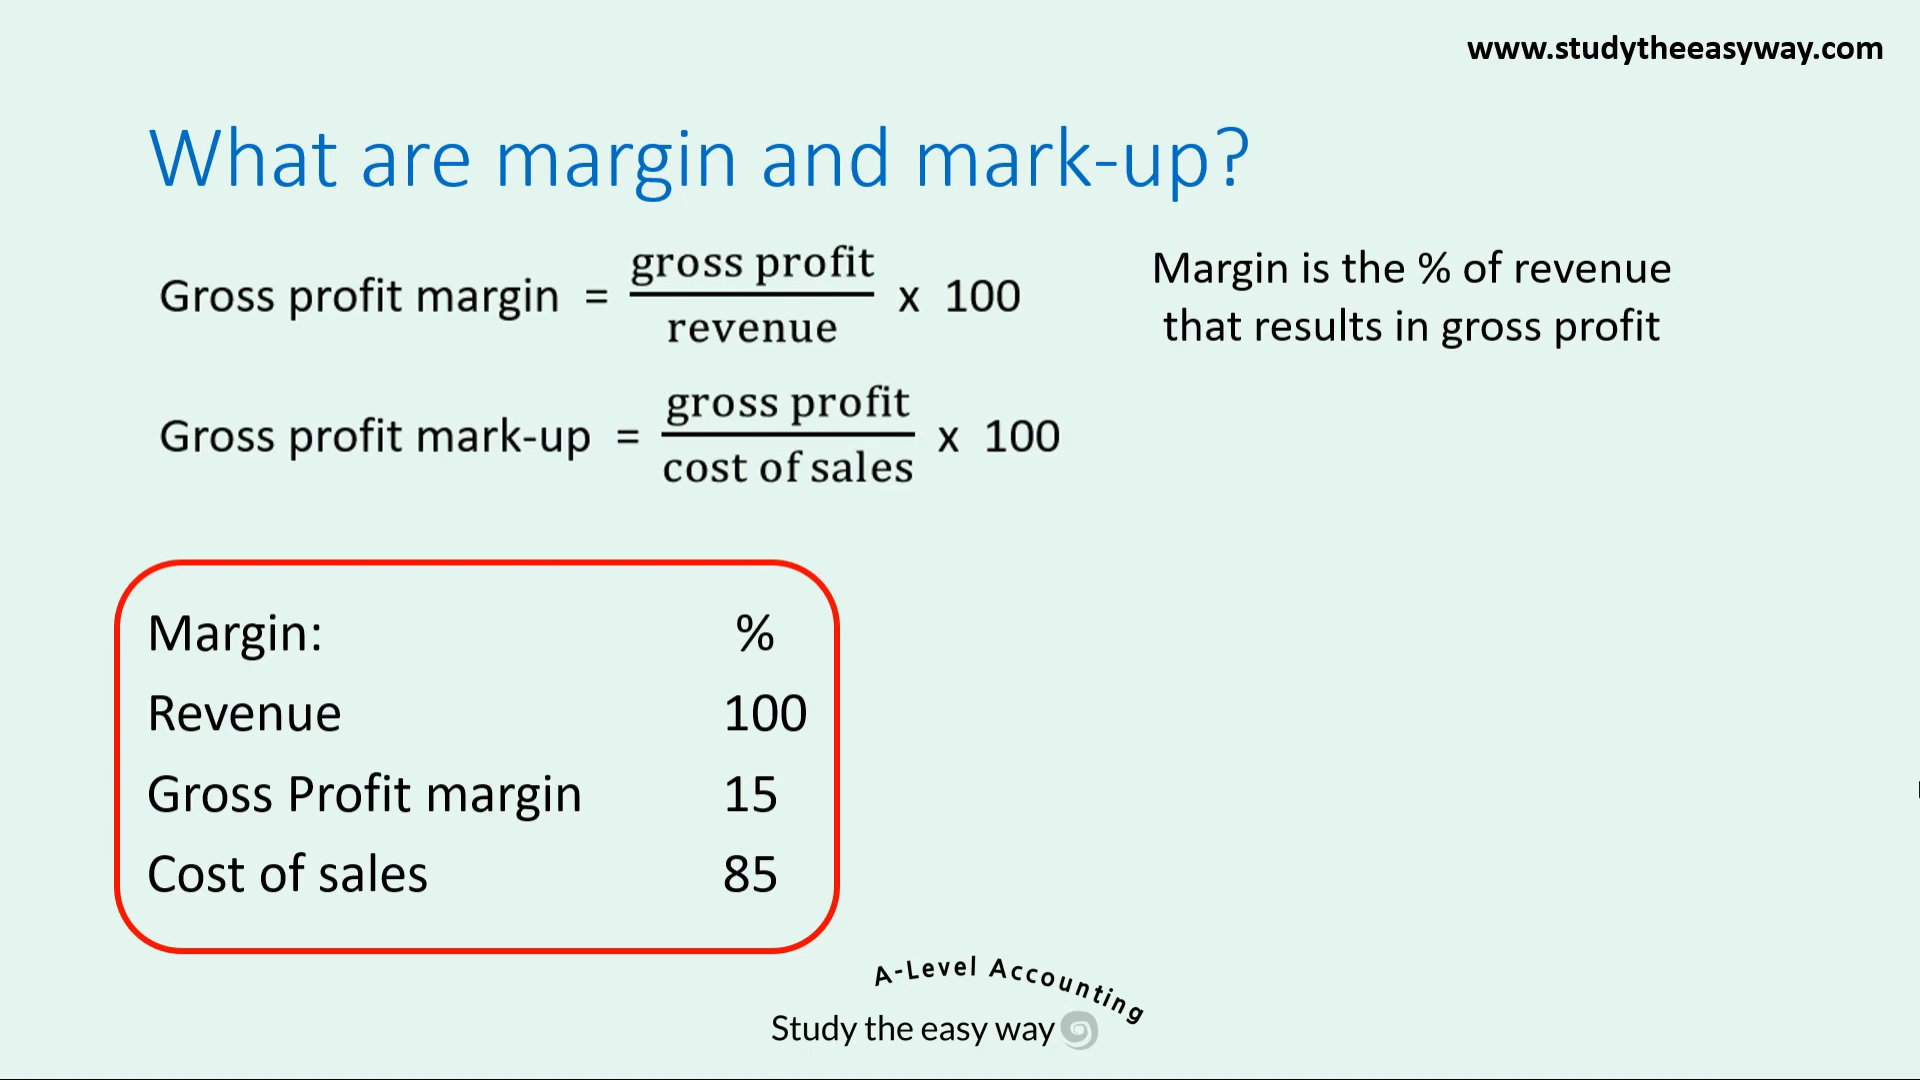 www.studytheeasyway.com
What are margin and mark-up?
Gross profit margin = gross profit / revenue x 100
Margin is the % of revenue
that results in gross profit
Gross profit mark-up = gross profit / cost of sales x 100
Margin: %
Revenue 100
Gross Profit margin 15
Cost of sales 85
A-Level Accounting
Study the easy way